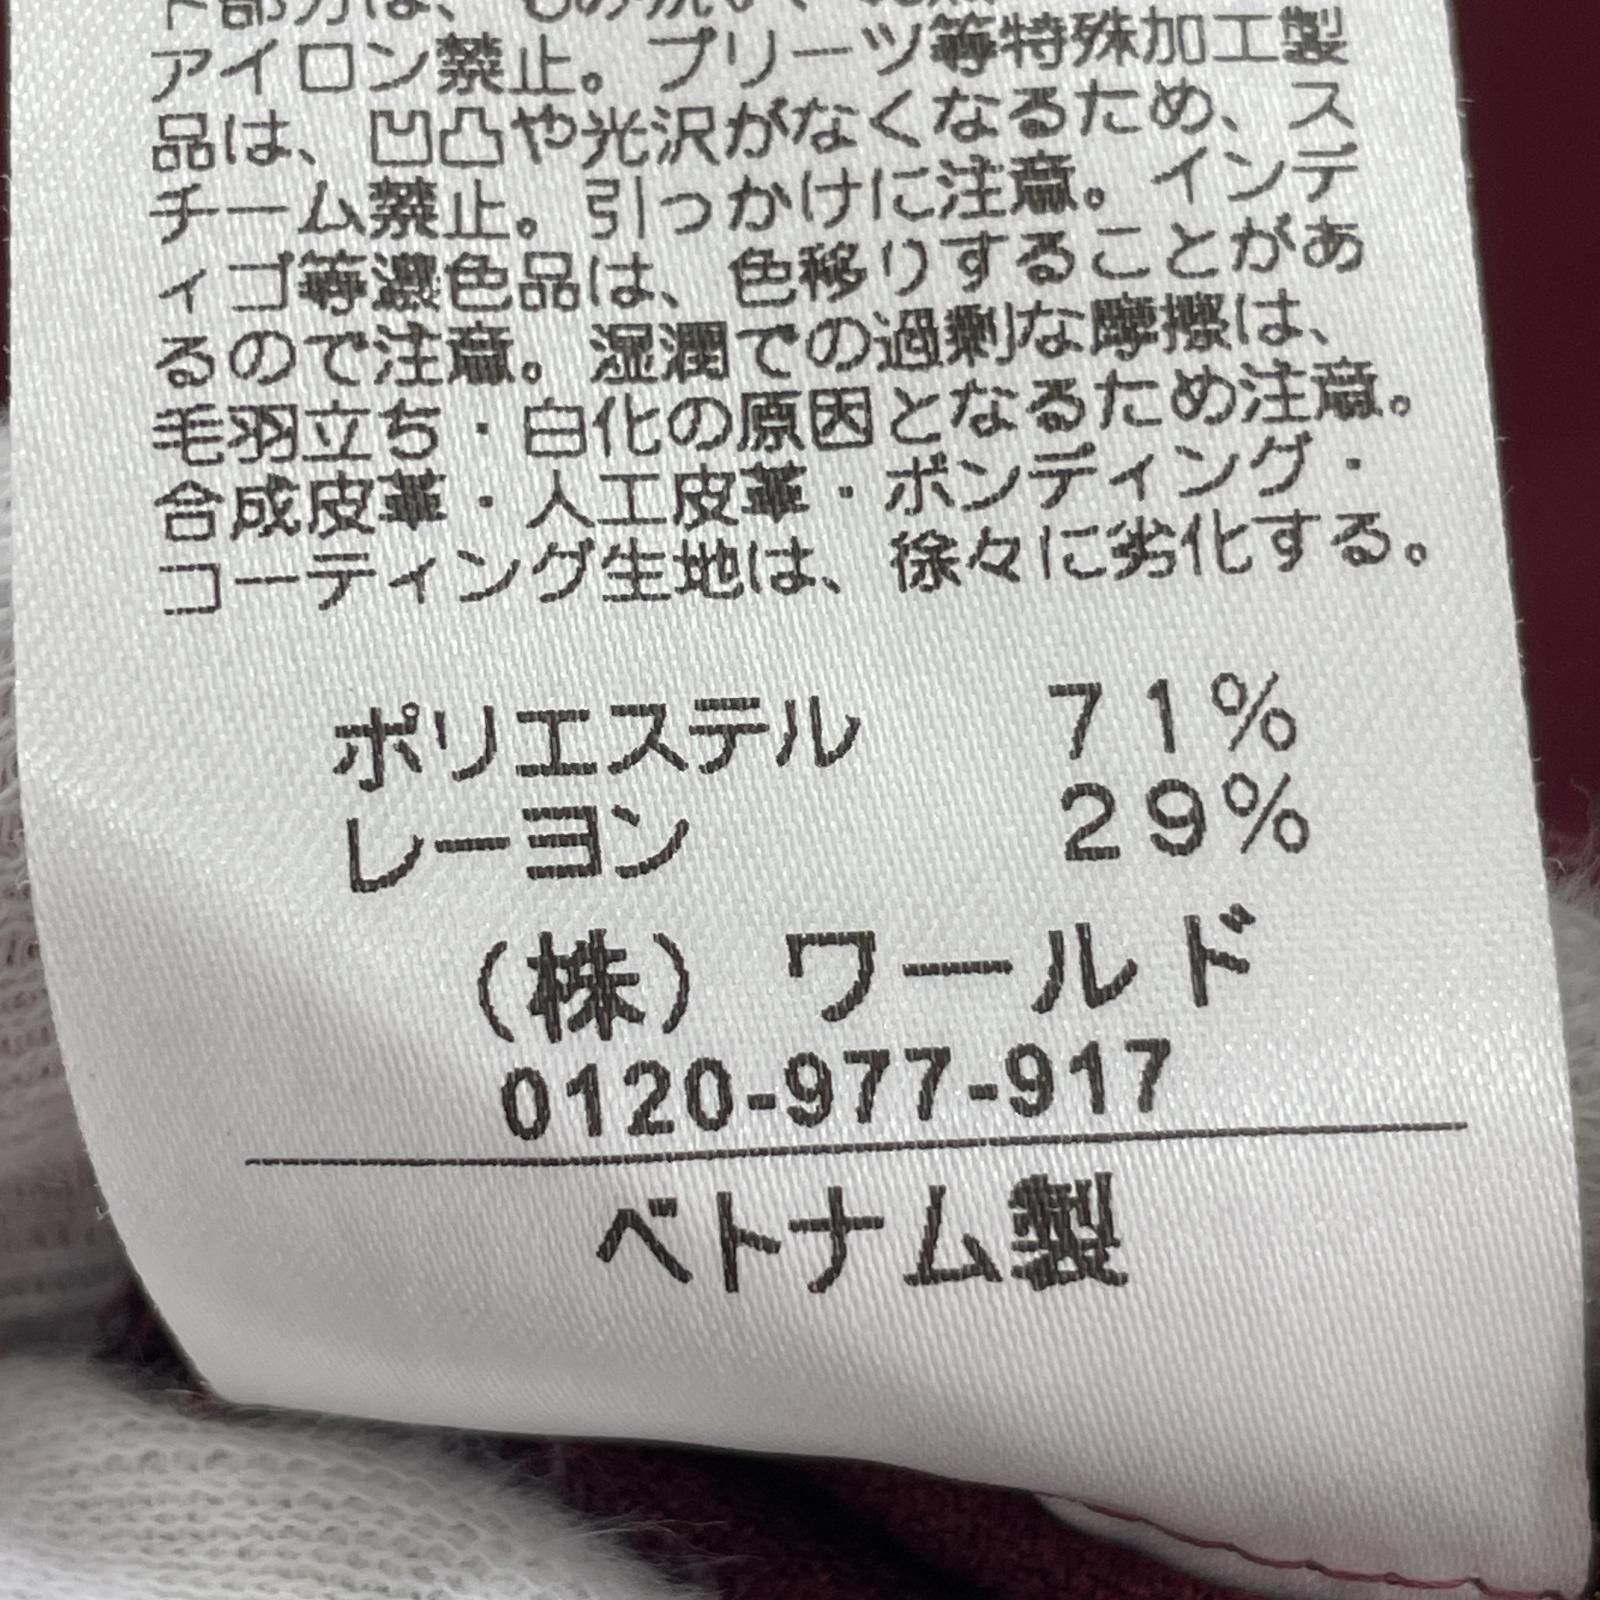 アイロン禁止。プリーツ等特殊加工製
品は、凹凸や光沢がなくなるため、ス
チーム禁止。引っかけに注意。インデ
ィゴ等濃色品は、色移りすることがあ
るので注意。湿潤での過剰な摩擦は、
毛羽立ち・白化の原因となるため注意。
合成皮革・人工皮革・ボンディング・
コーティング生地は、徐々に劣化する。
ポリエステル 71%
レーヨン 29%
(株) ワールド
0120-977-917
ベトナム製